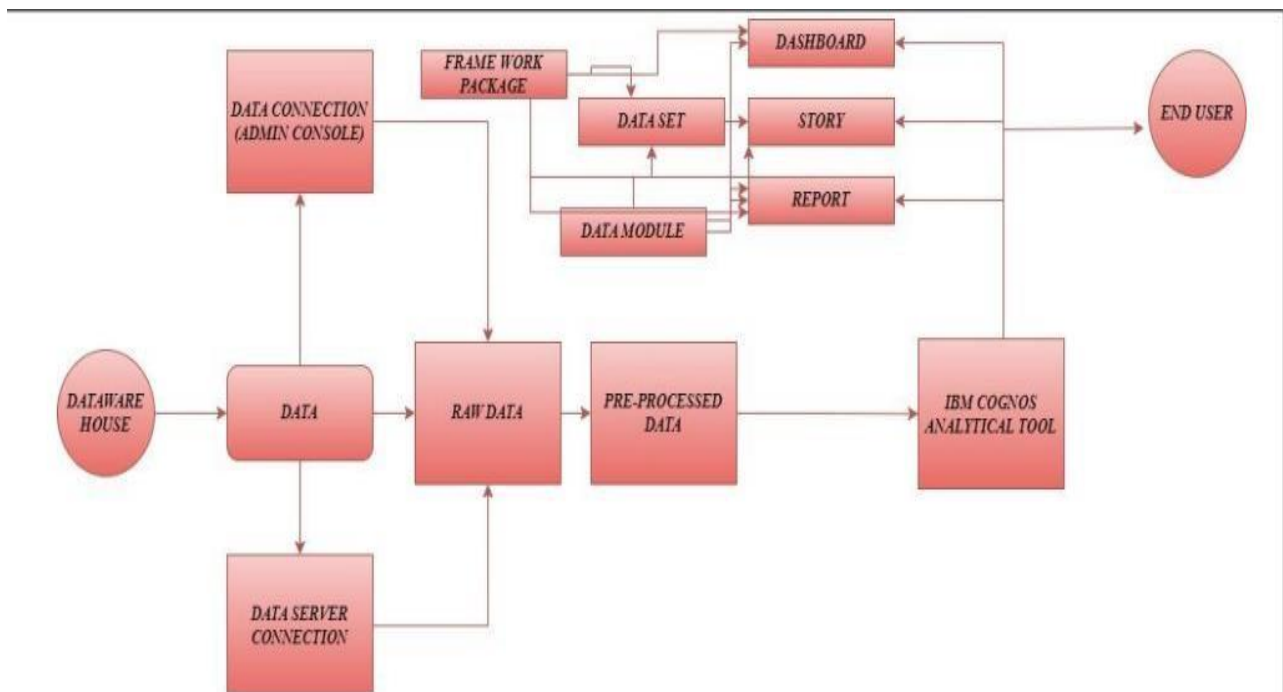 DASHBOARD
FRAME WORK
PACKAGE
DATA CONNECTION
(ADMIN CONSOLE)
DATA SET
STORY
END USER
REPORT
DATA MODULE
DATAWARE
HOUSE
DATA
RAW DATA
PRE-PROCESSED
DATA
IBM COGNOS
ANALYTICAL TOOL
DATA SERVER
CONNECTION